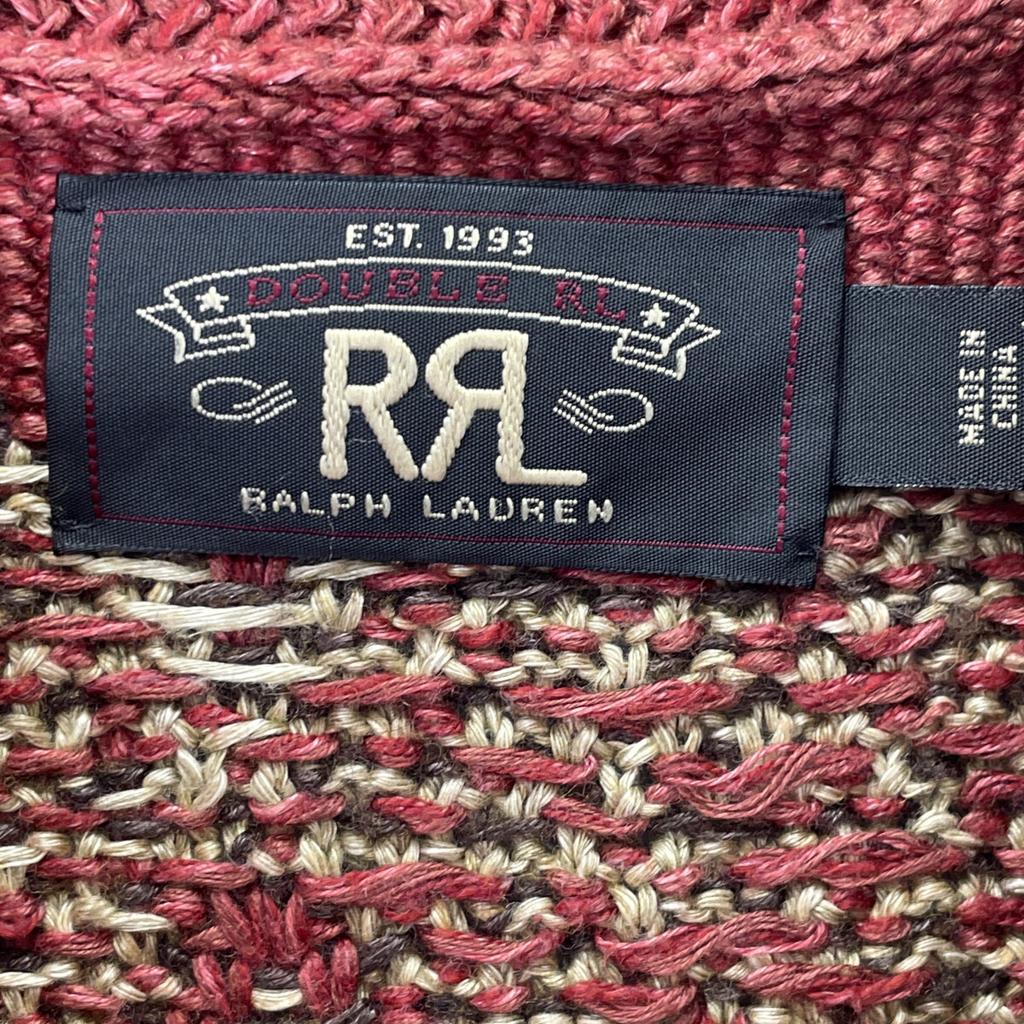 EST. 1993
DOUBLE RL
RRL
RALPH LAUREN
MADE IN
CHINA